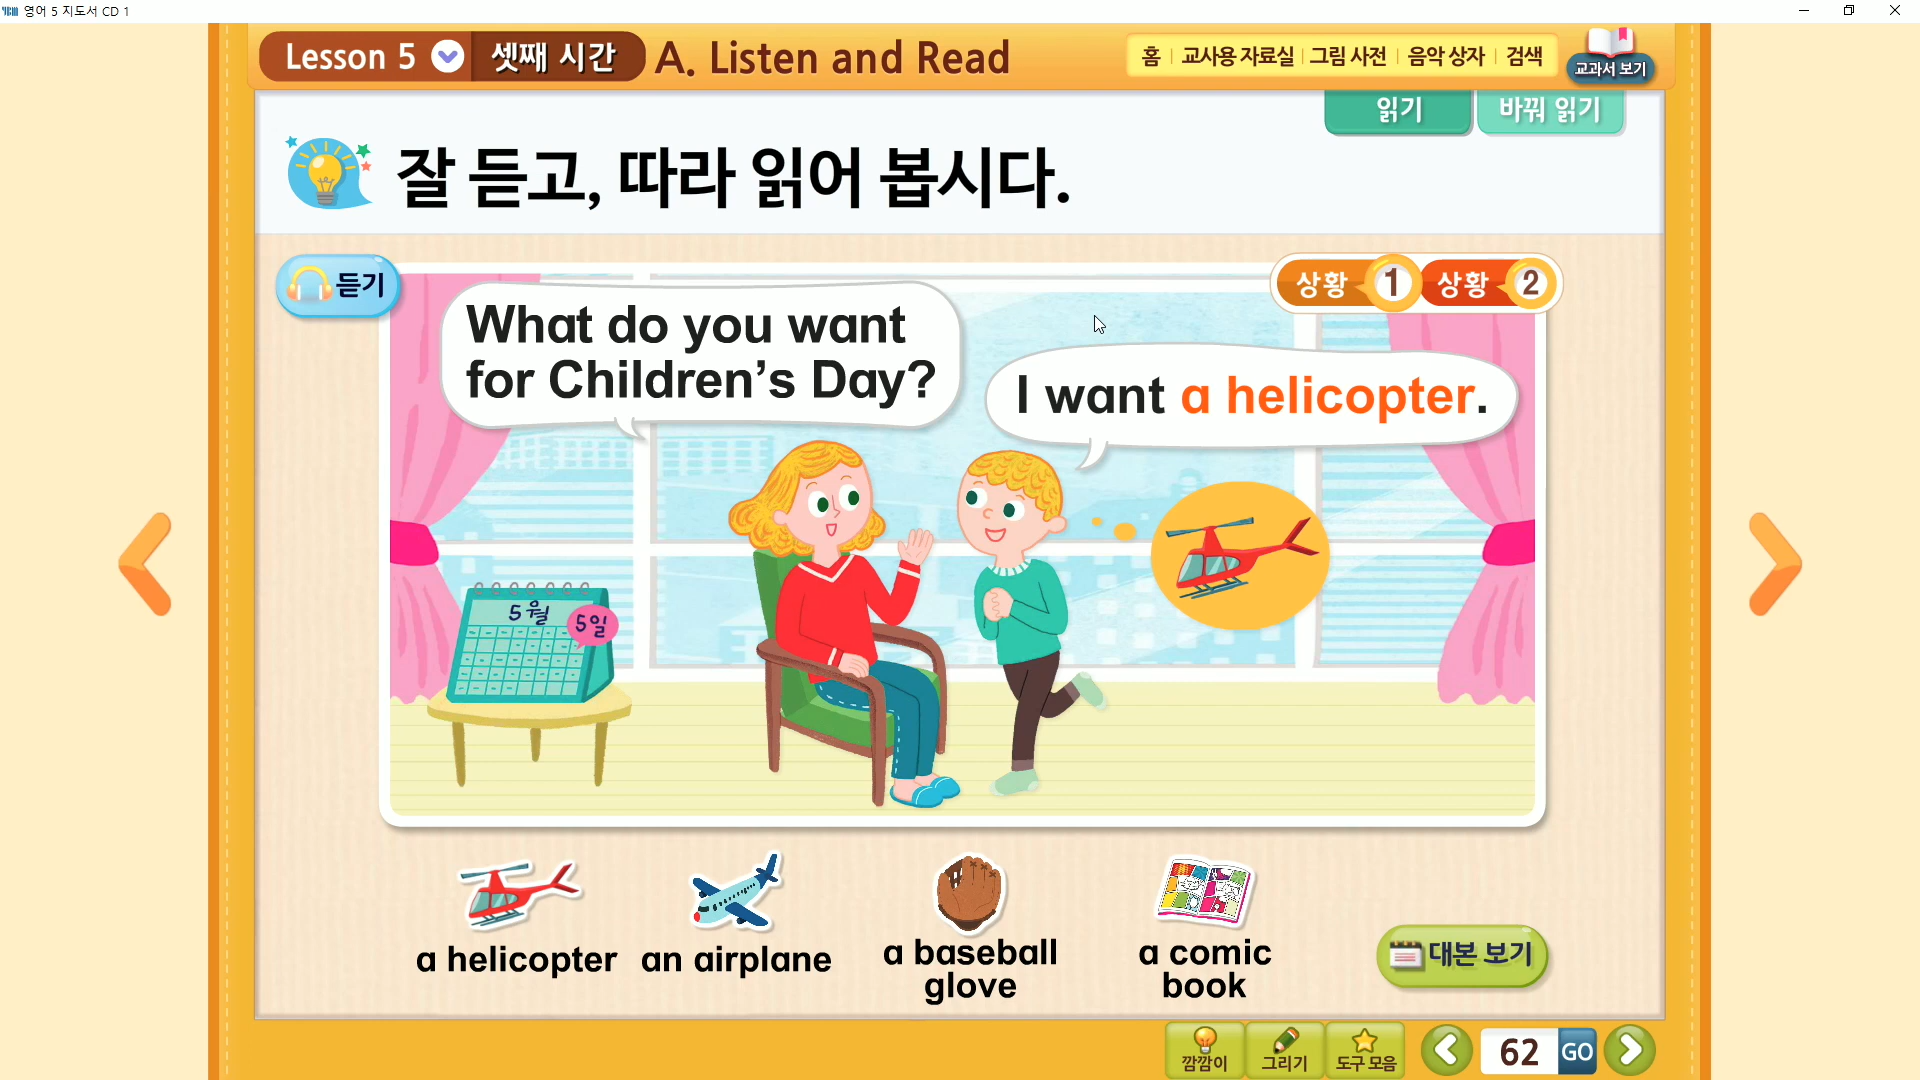 영어 5 지도서 CD 1
Lesson 5 셋째 시간 A. Listen and Read
홈 교사용 자료실 그림 사전 음악 상자 검색
교과서 보기
읽기 바꿔 읽기
잘 듣고, 따라 읽어 봅시다.
듣기
상황 1 상황 2
What do you want
for Children’s Day?
I want a helicopter.
5월
5일
a helicopter
an airplane
a baseball
glove
a comic
book
대본 보기
깜깜이 그리기 도구 모음
62 GO